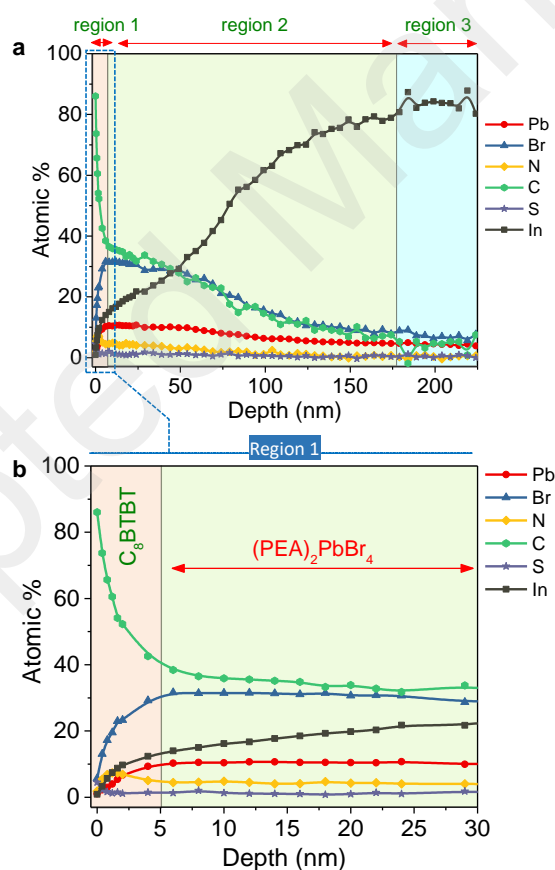 region 1 region 2 region 3
a
100
80
60
40
20
0
Atomic %
0 50 100 150 200
Depth (nm)
Pb
Br
N
C
S
In
Region 1
b
100
80
60
40
20
0
Atomic %
C8BTBT
(PEA)2PbBr4
0 5 10 15 20 25 30
Depth (nm)
Pb
Br
N
C
S
In